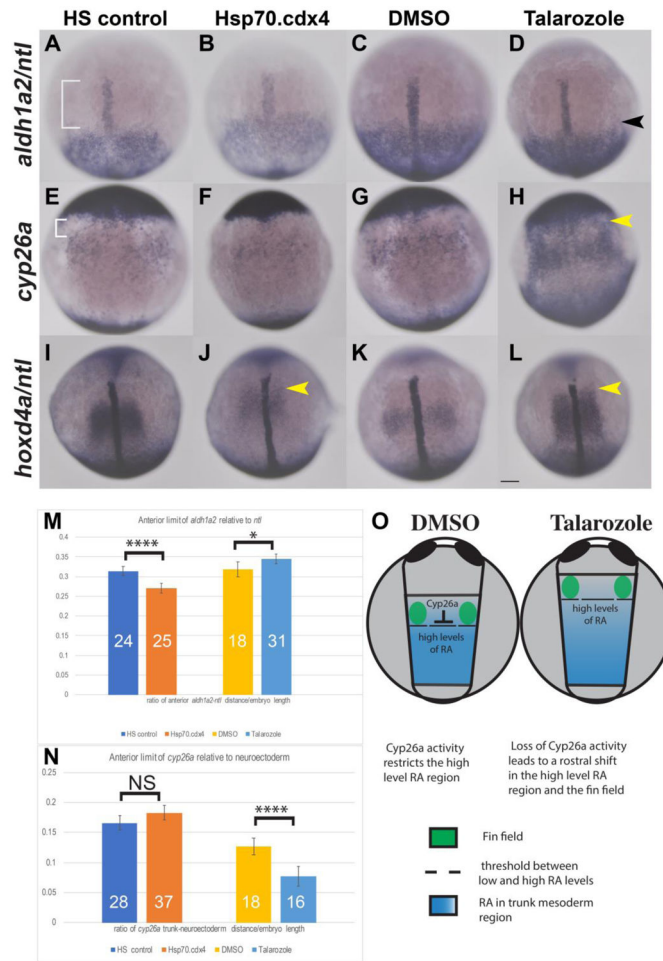 HS control Hsp70.cdx4 DMSO Talarozole
aldh1a2/ntl
A B C D
cyp26a
E F G H
hoxd4a/ntl
I J K L
M
Anterior limit of aldh1a2 relative to ntl
0.4
0.35
0.3
0.25
0.2
0.15
0.1
0.05
0
**** *
24 25 18 31
ratio of anterior aldh1a2-ntl distance/embryo length
HS control Hsp70.cdx4 DMSO Talarozole
N
Anterior limit of cyp26a relative to neuroectoderm
0.25
0.2
0.15
0.1
0.05
0
NS ****
28 37 18 16
ratio of cyp26a trunk-neuroectoderm distance/embryo length
HS control Hsp70.cdx4 DMSO Talarozole
O
DMSO Talarozole
Cyp26a
high levels
of RA
high levels
of RA
Cyp26a activity
restricts the high
level RA region
Loss of Cyp26a activity
leads to a rostral shift
in the high level RA
region and the fin field
Fin field
threshold between
low and high RA levels
RA in trunk mesoderm
region